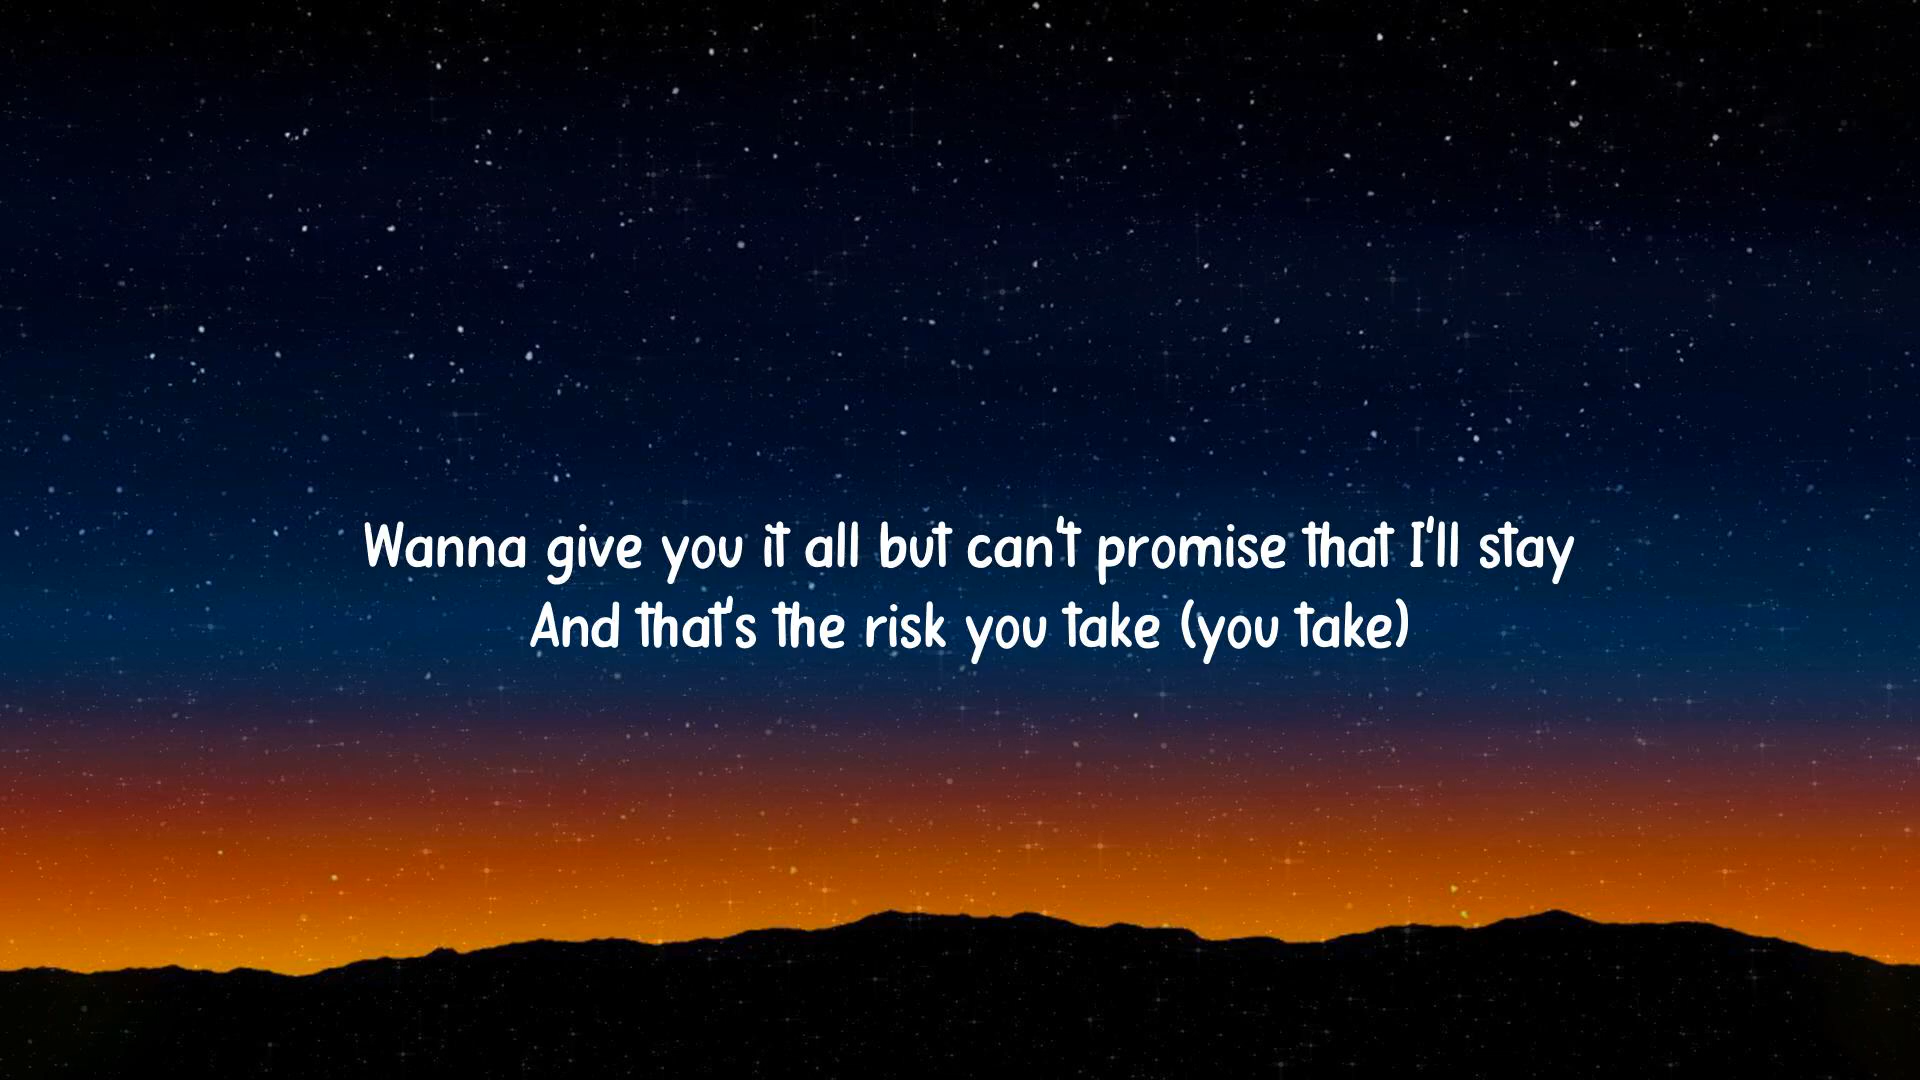 Wanna give you it all but can't promise that I'll stay
And that's the risk you take (you take)